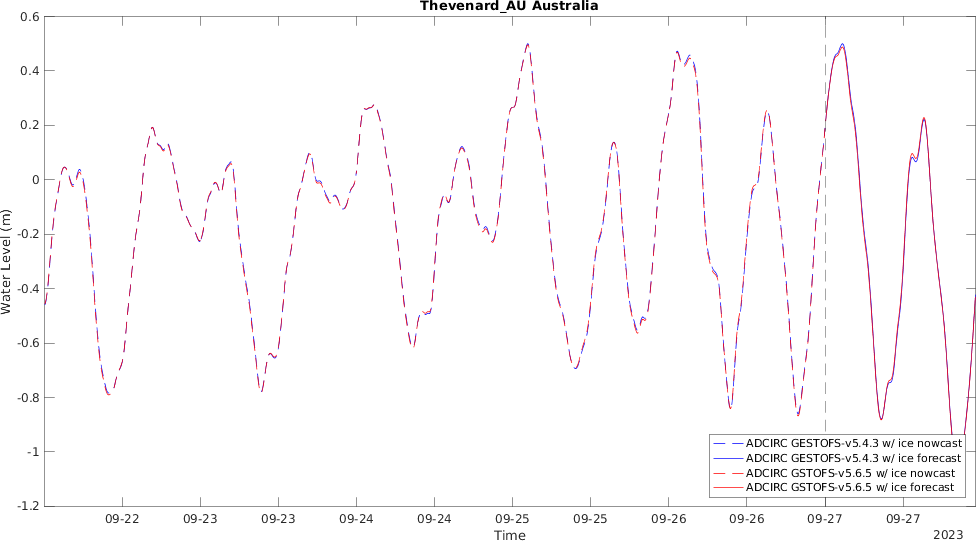 Thevenard_AU Australia
0.6
0.4
0.2
0
-0.2
-0.4
-0.6
-0.8
-1
-1.2
Water Level (m)
ADCIRC GESTOFS-v5.4.3 w/ ice nowcast
ADCIRC GESTOFS-v5.4.3 w/ ice forecast
ADCIRC GSTOFS-v5.6.5 w/ ice nowcast
ADCIRC GSTOFS-v5.6.5 w/ ice forecast
09-22 09-23 09-23 09-24 09-24 09-25 09-25 09-26 09-26 09-27 09-27
Time
2023